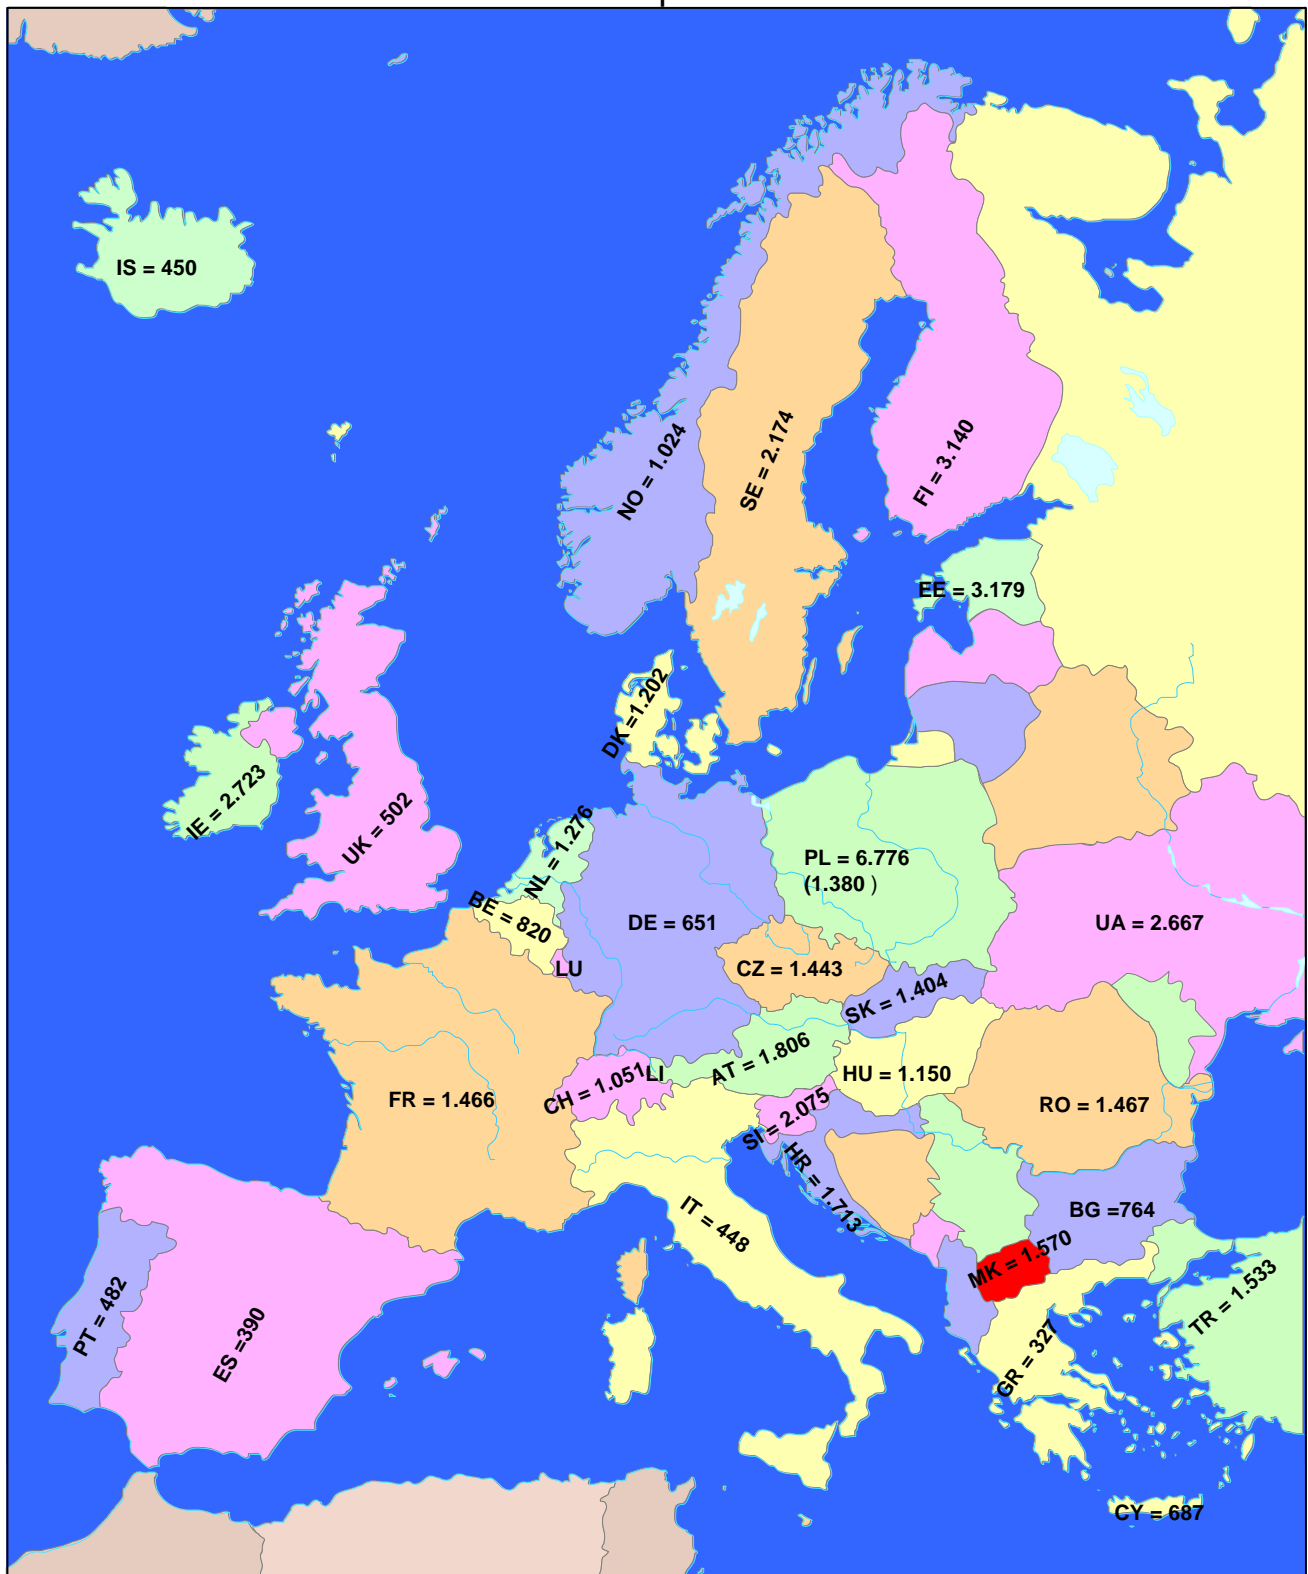 IS = 450
NO = 1.024
SE = 2.174
FI = 3.140
EE = 3.179
DK =1.202
IE = 2.723
UK = 502
NL = 1.276
BE = 820
PL = 6.776
(1.380 )
DE = 651
UA = 2.667
LU
CZ = 1.443
SK = 1.404
AT = 1.806
LI
CH = 1.051
HU = 1.150
FR = 1.466
RO = 1.467
SI = 2.075
HR = 1.713
IT = 448
BG =764
MK = 1.570
PT = 482
ES =390
TR = 1.533
GR = 327
CY = 687